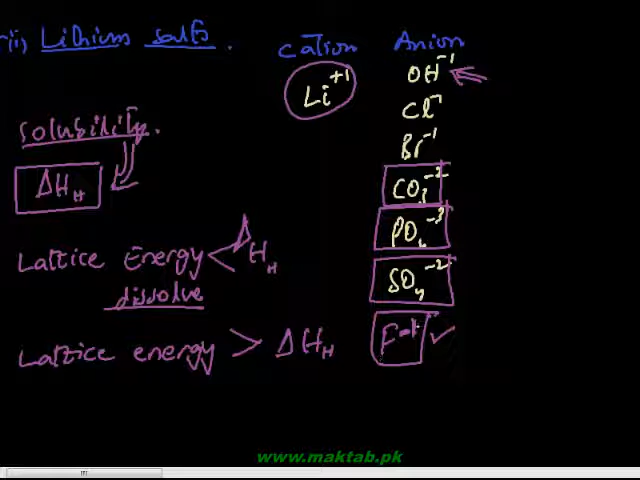 iii, Lithium salts.
Cation Anion
Li+1
OH-1
Cl-
Br-1
CO3-2
PO4-3
SO4-2
F-1
Solubility.
ΔHH
Lattice Energy < ΔHH
dissolve
Lattice energy > ΔHH
www.maktab.pk